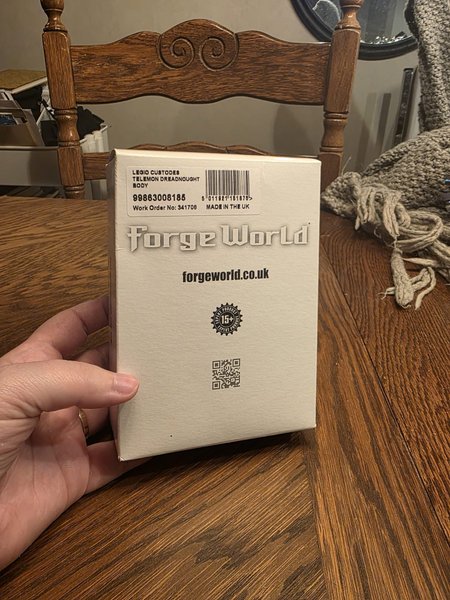 LEGIO CUSTODES
TELEMON DREADNOUGHT
BODY
99863008185
Work Order No: 341706
MADE IN THE UK
Forge World
forgeworld.co.uk
15+